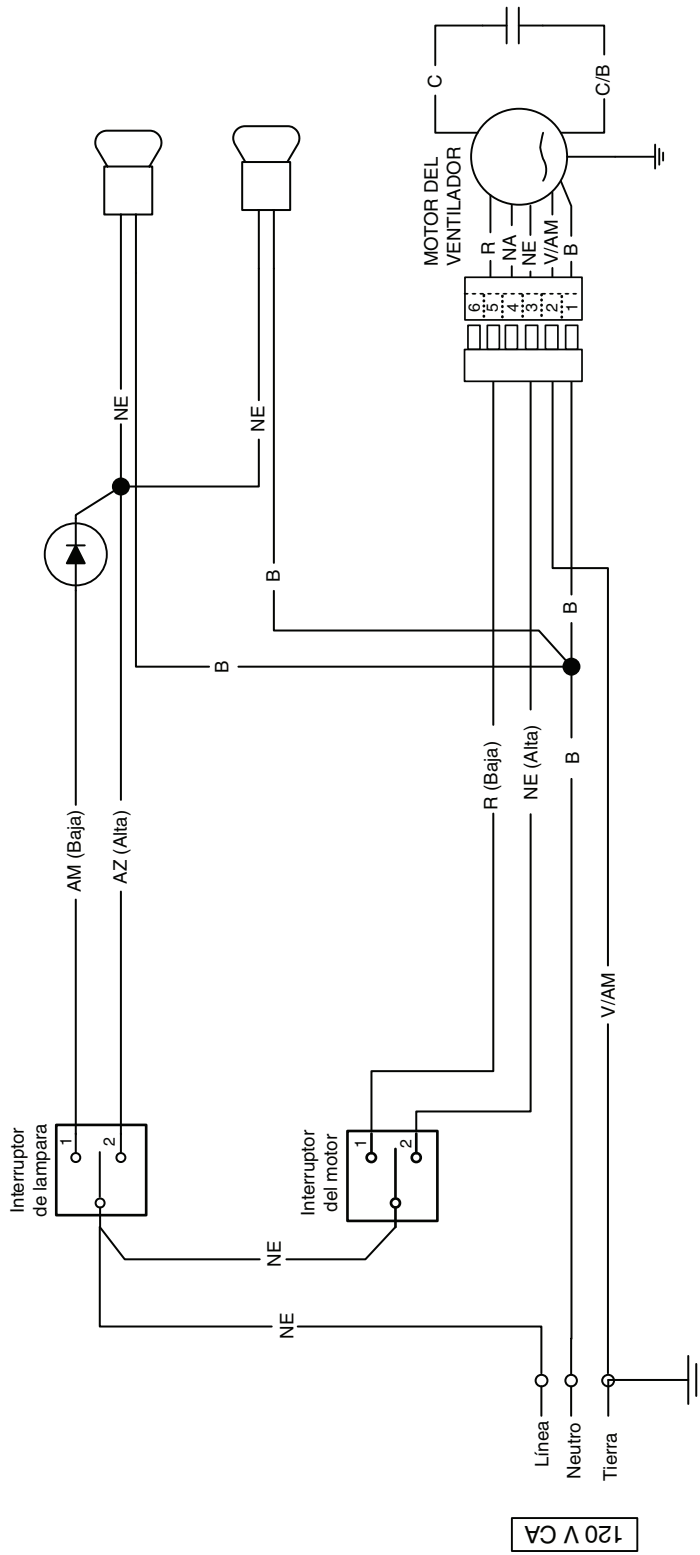 C
C/B
MOTOR DEL
VENTILADOR
R
NA
NE
V/AM
B
6
5
4
3
2
1
NE
NE
B
B
B
AM (Baja)
AZ (Alta)
R (Baja)
NE (Alta)
B
V/AM
Interruptor
de lampara
1
2
Interruptor
del motor
1
2
NE
NE
Línea
Neutro
Tierra
120 V CA